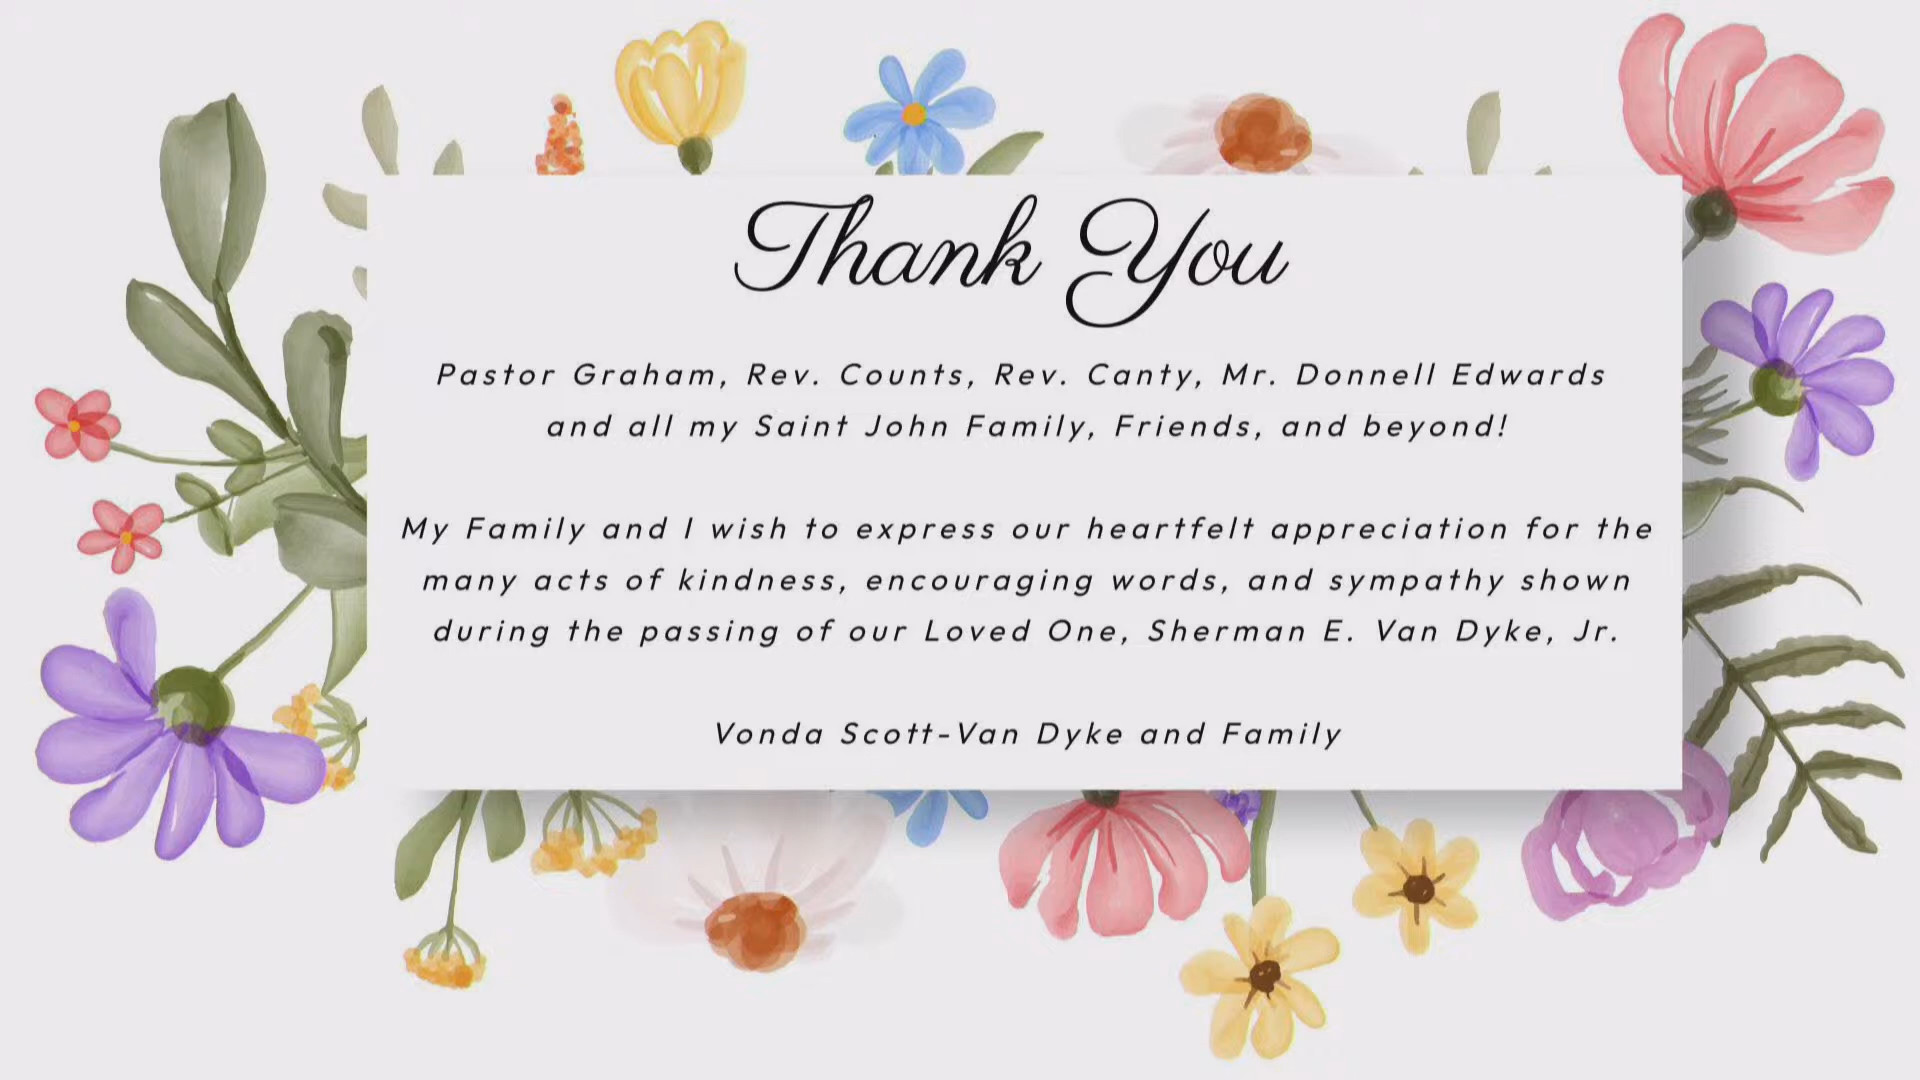 Thank You
Pastor Graham, Rev. Counts, Rev. Canty, Mr. Donnell Edwards
and all my Saint John Family, Friends, and beyond!
My Family and I wish to express our heartfelt appreciation for the
many acts of kindness, encouraging words, and sympathy shown
during the passing of our Loved One, Sherman E. Van Dyke, Jr.
Vonda Scott-Van Dyke and Family